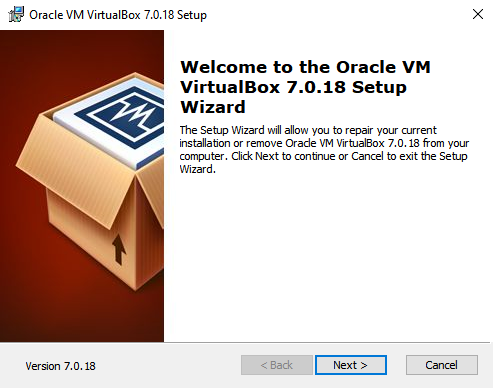 Oracle VM VirtualBox 7.0.18 Setup
Welcome to the Oracle VM
VirtualBox 7.0.18 Setup
Wizard
The Setup Wizard will allow you to repair your current
installation or remove Oracle VM VirtualBox 7.0.18 from your
computer. Click Next to continue or Cancel to exit the Setup
Wizard.
Version 7.0.18
< Back
Next >
Cancel